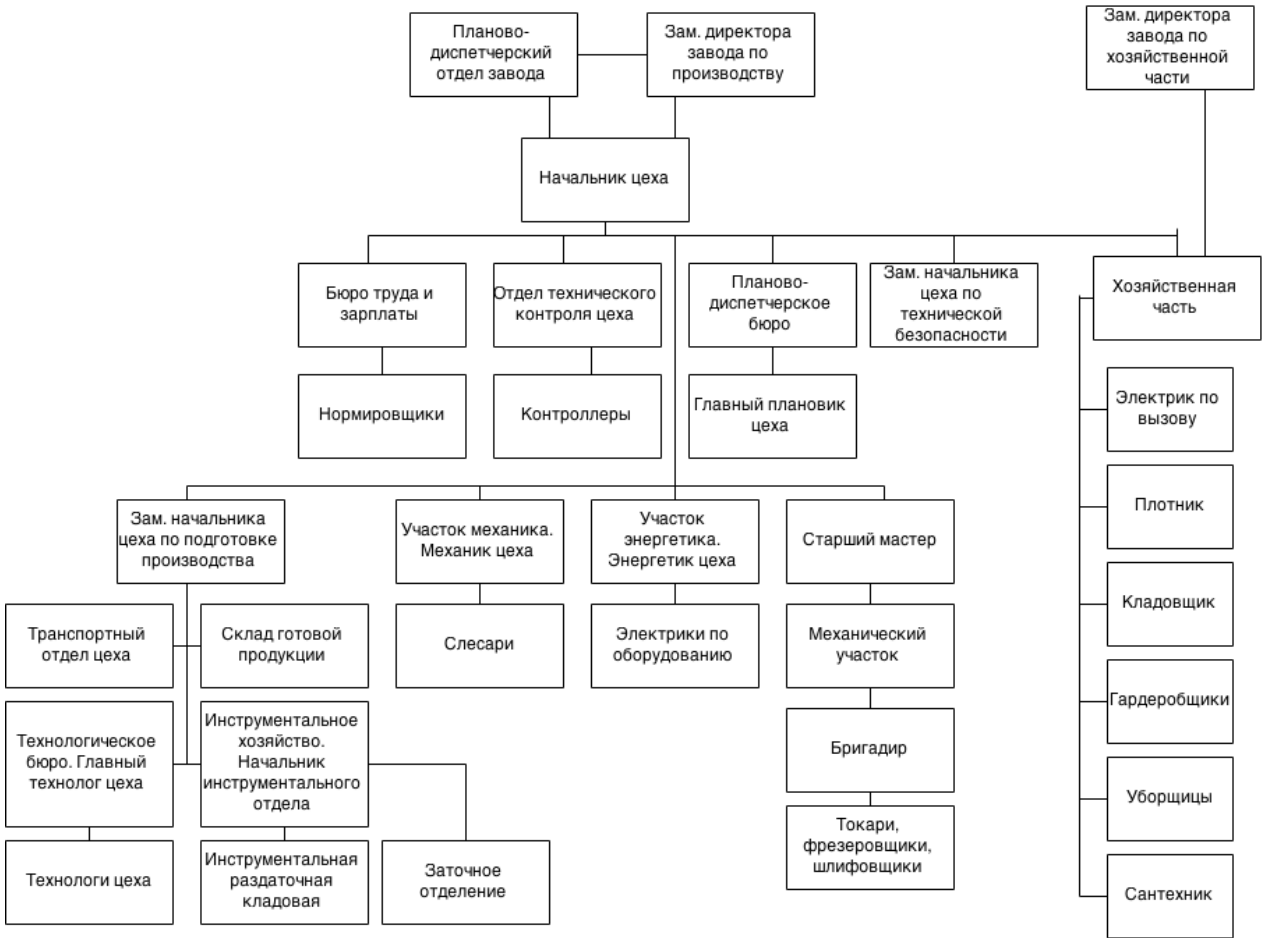 Планово-
диспетчерский
отдел завода
Зам. директора
завода по
производству
Зам. директора
завода по
хозяйственной
части
Начальник цеха
Бюро труда и
зарплаты
Отдел технического
контроля цеха
Планово-
диспетчерское
бюро
Зам. начальника
цеха по
технической
безопасности
Хозяйственная
часть
Нормировщики
Контроллеры
Главный плановик
цеха
Электрик по
вызову
Плотник
Кладовщик
Гардеробщики
Уборщицы
Сантехник
Зам. начальника
цеха по подготовке
производства
Участок механика.
Механик цеха
Участок
энергетика.
Энергетик цеха
Старший мастер
Транспортный
отдел цеха
Склад готовой
продукции
Слесари
Электрики по
оборудованию
Механический
участок
Технологическое
бюро. Главный
технолог цеха
Инструментальное
хозяйство.
Начальник
инструментального
отдела
Бригадир
Технологи цеха
Инструментальная
раздаточная
кладовая
Заточное
отделение
Токари,
фрезеровщики,
шлифовщики